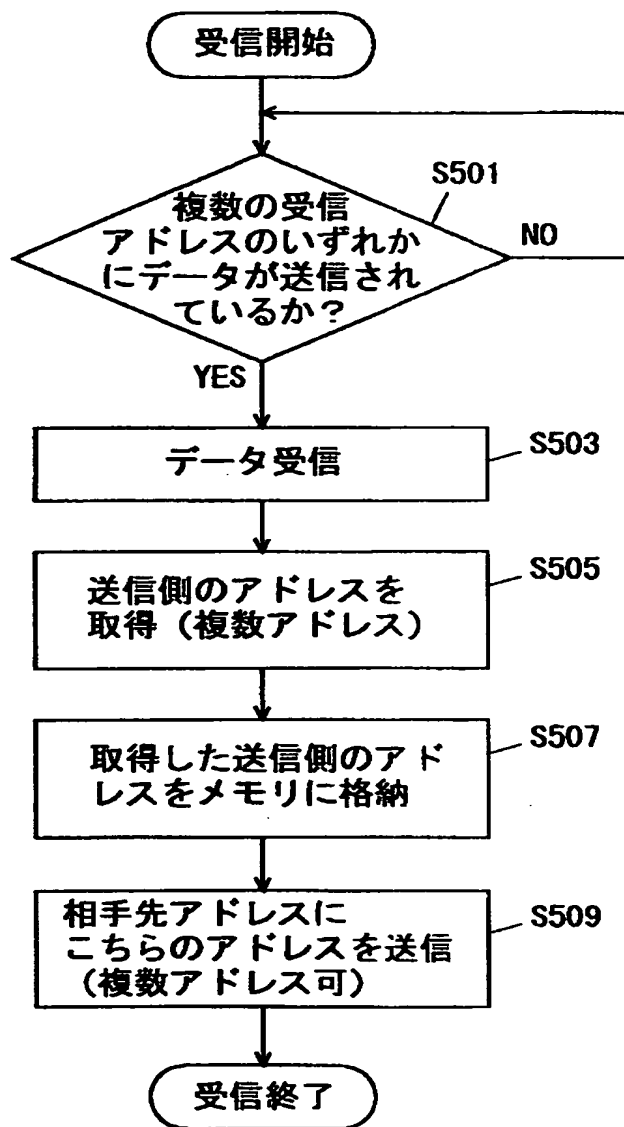 受信開始
S501
複数の受信
アドレスのいずれか
にデータが送信され
ているか？
NO
YES
データ受信
S503
送信側のアドレスを
取得（複数アドレス）
S505
取得した送信側のアド
レスをメモリに格納
S507
相手先アドレスに
こちらのアドレスを送信
（複数アドレス可）
S509
受信終了